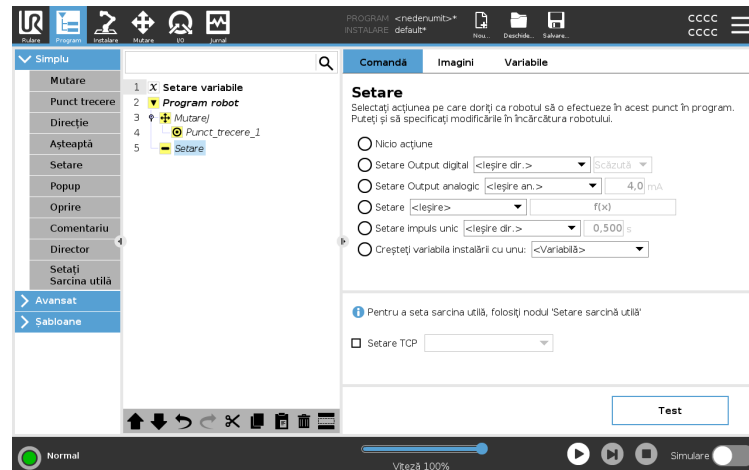 UR
PROGRAM <nedenumit>*
INSTALARE default*
cccc
cccc
Rulare Program Instalare Mutare I/O Jurnal Nou... Deschide... Salvare...
Simplu
Mutare
Punct trecere
Direcție
Așteaptă
Setare
Popup
Oprire
Comentariu
Director
Setați
Sarcina utilă
Avansat
Șabloane
1 X Setare variabile
2 Program robot
3 MutareJ
4 Punct_trecere_1
5 Setare
Comandă Imagini Variabile
Setare
Selectați acțiunea pe care doriți ca robotul să o efectueze în acest punct în program.
Puteți și să specificați modificările în încărcătura robotului.
Nicio acțiune
Setare Output digital <Ieșire dir.> Scăzută
Setare Output analogic <Ieșire an.> 4,0 mA
Setare <Ieșire> f(x)
Setare impuls unic <Ieșire dir.> 0,500 s
Creșteți variabila instalării cu unu: <Variabilă>
Pentru a seta sarcina utilă, folosiți nodul 'Setare sarcină utilă'
Setare TCP
Test
Normal
Viteză 100%
Simulare